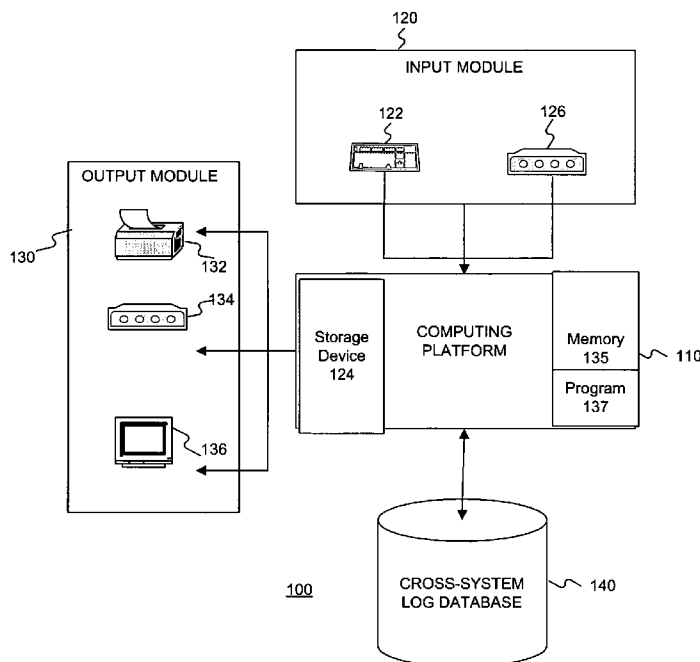 120
INPUT MODULE
122
126
OUTPUT MODULE
130
132
134
136
Storage
Device
124
COMPUTING
PLATFORM
Memory
135
Program
137
110
CROSS-SYSTEM
LOG DATABASE
140
100